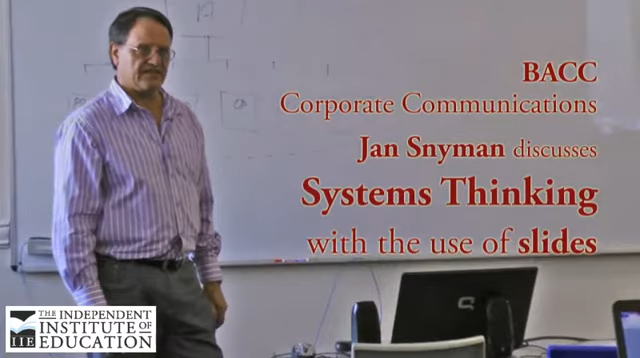 BACC
Corporate Communications
Jan Snyman discusses
Systems Thinking
with the use of slides
THE INDEPENDENT
INSTITUTE OF
IIE EDUCATION